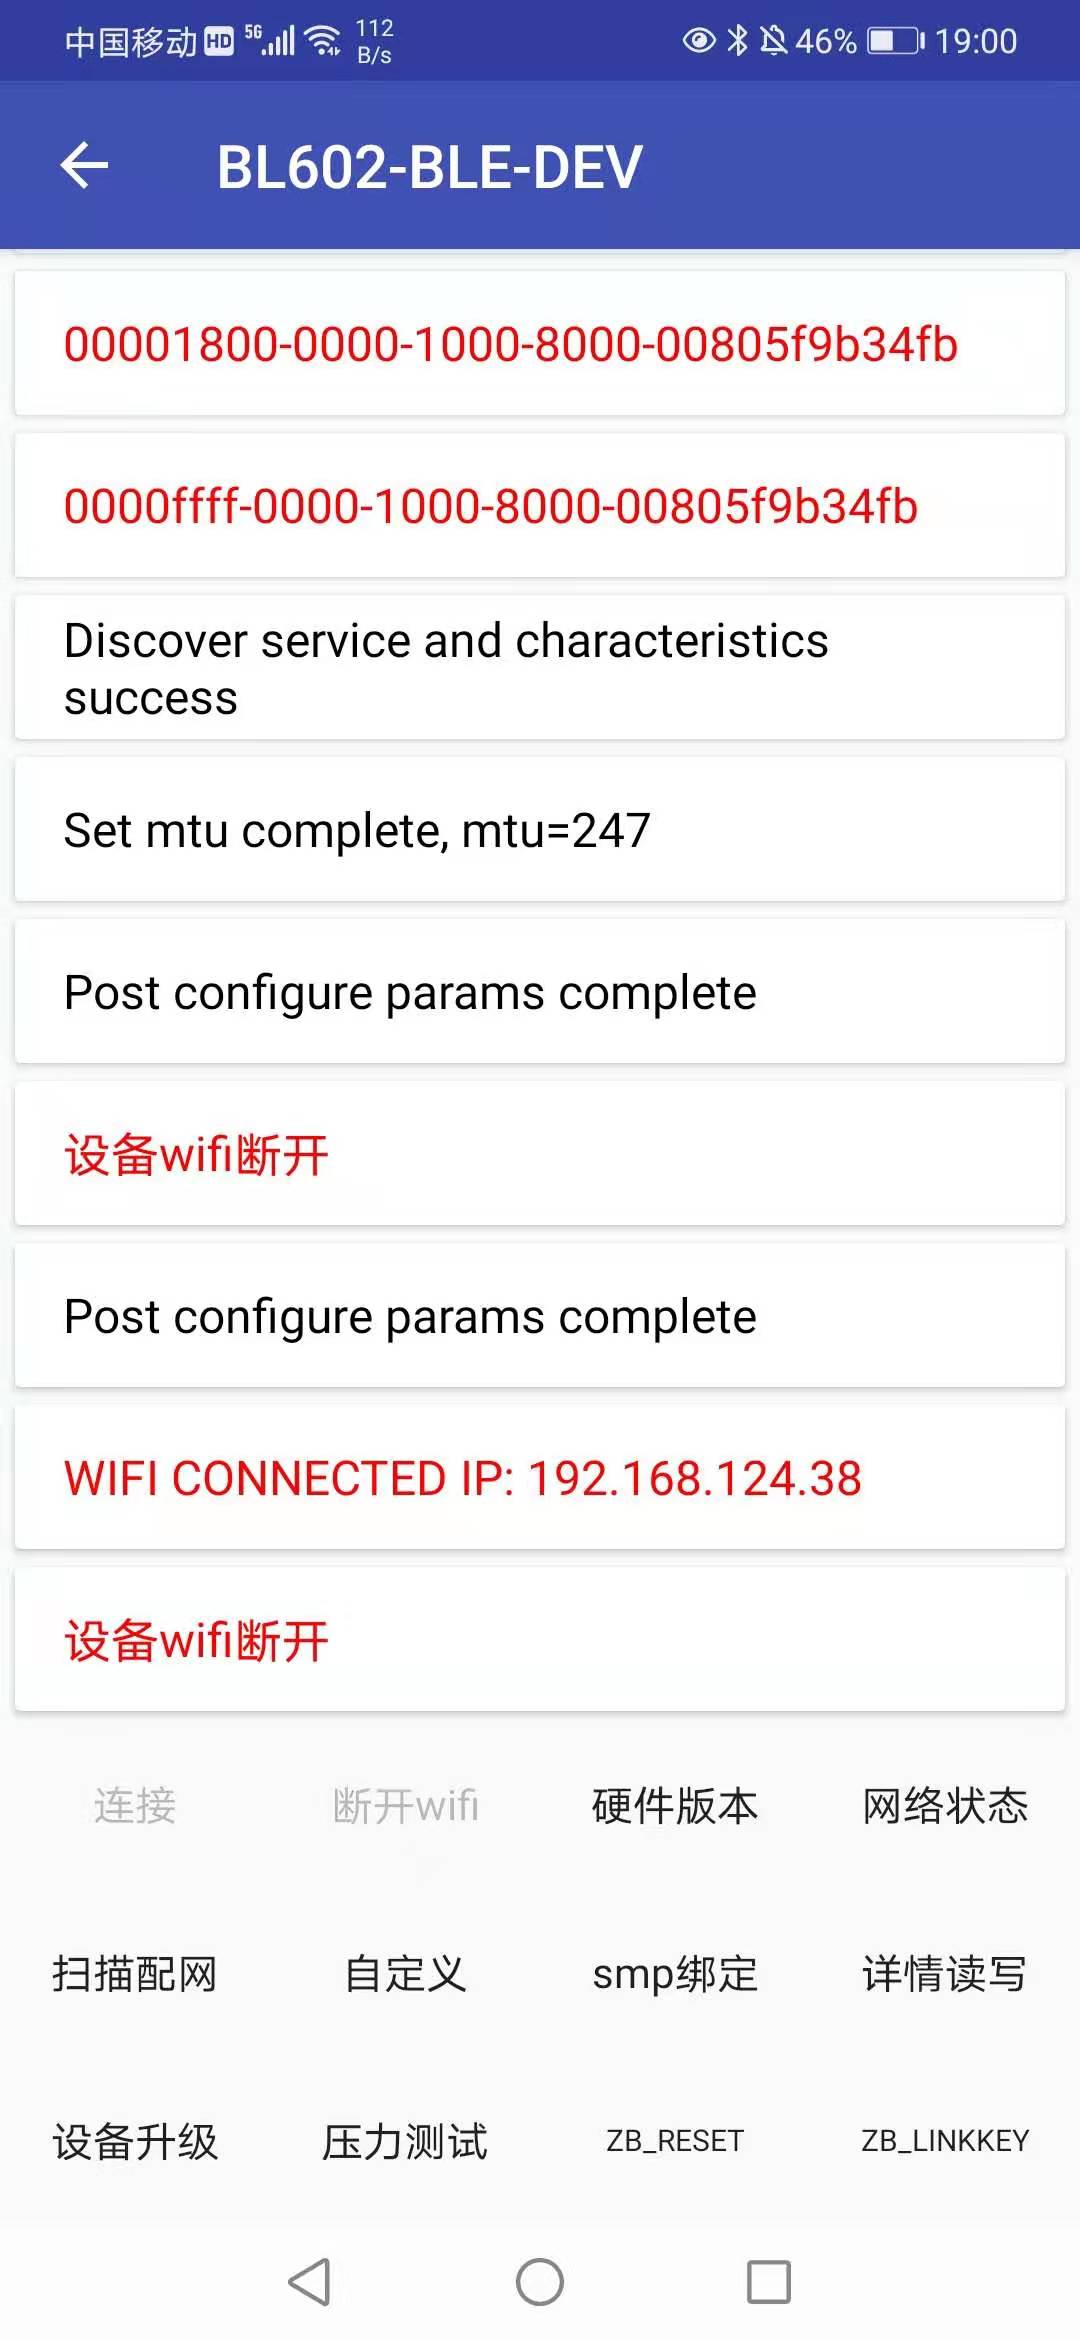 中国移动 HD 5G 112 B/s 46% 19:00
BL602-BLE-DEV
00001800-0000-1000-8000-00805f9b34fb
0000ffff-0000-1000-8000-00805f9b34fb
Discover service and characteristics
success
Set mtu complete, mtu=247
Post configure params complete
设备wifi断开
Post configure params complete
WIFI CONNECTED IP: 192.168.124.38
设备wifi断开
连接 断开wifi 硬件版本 网络状态
扫描配网 自定义 smp绑定 详情读写
设备升级 压力测试 ZB_RESET ZB_LINKKEY